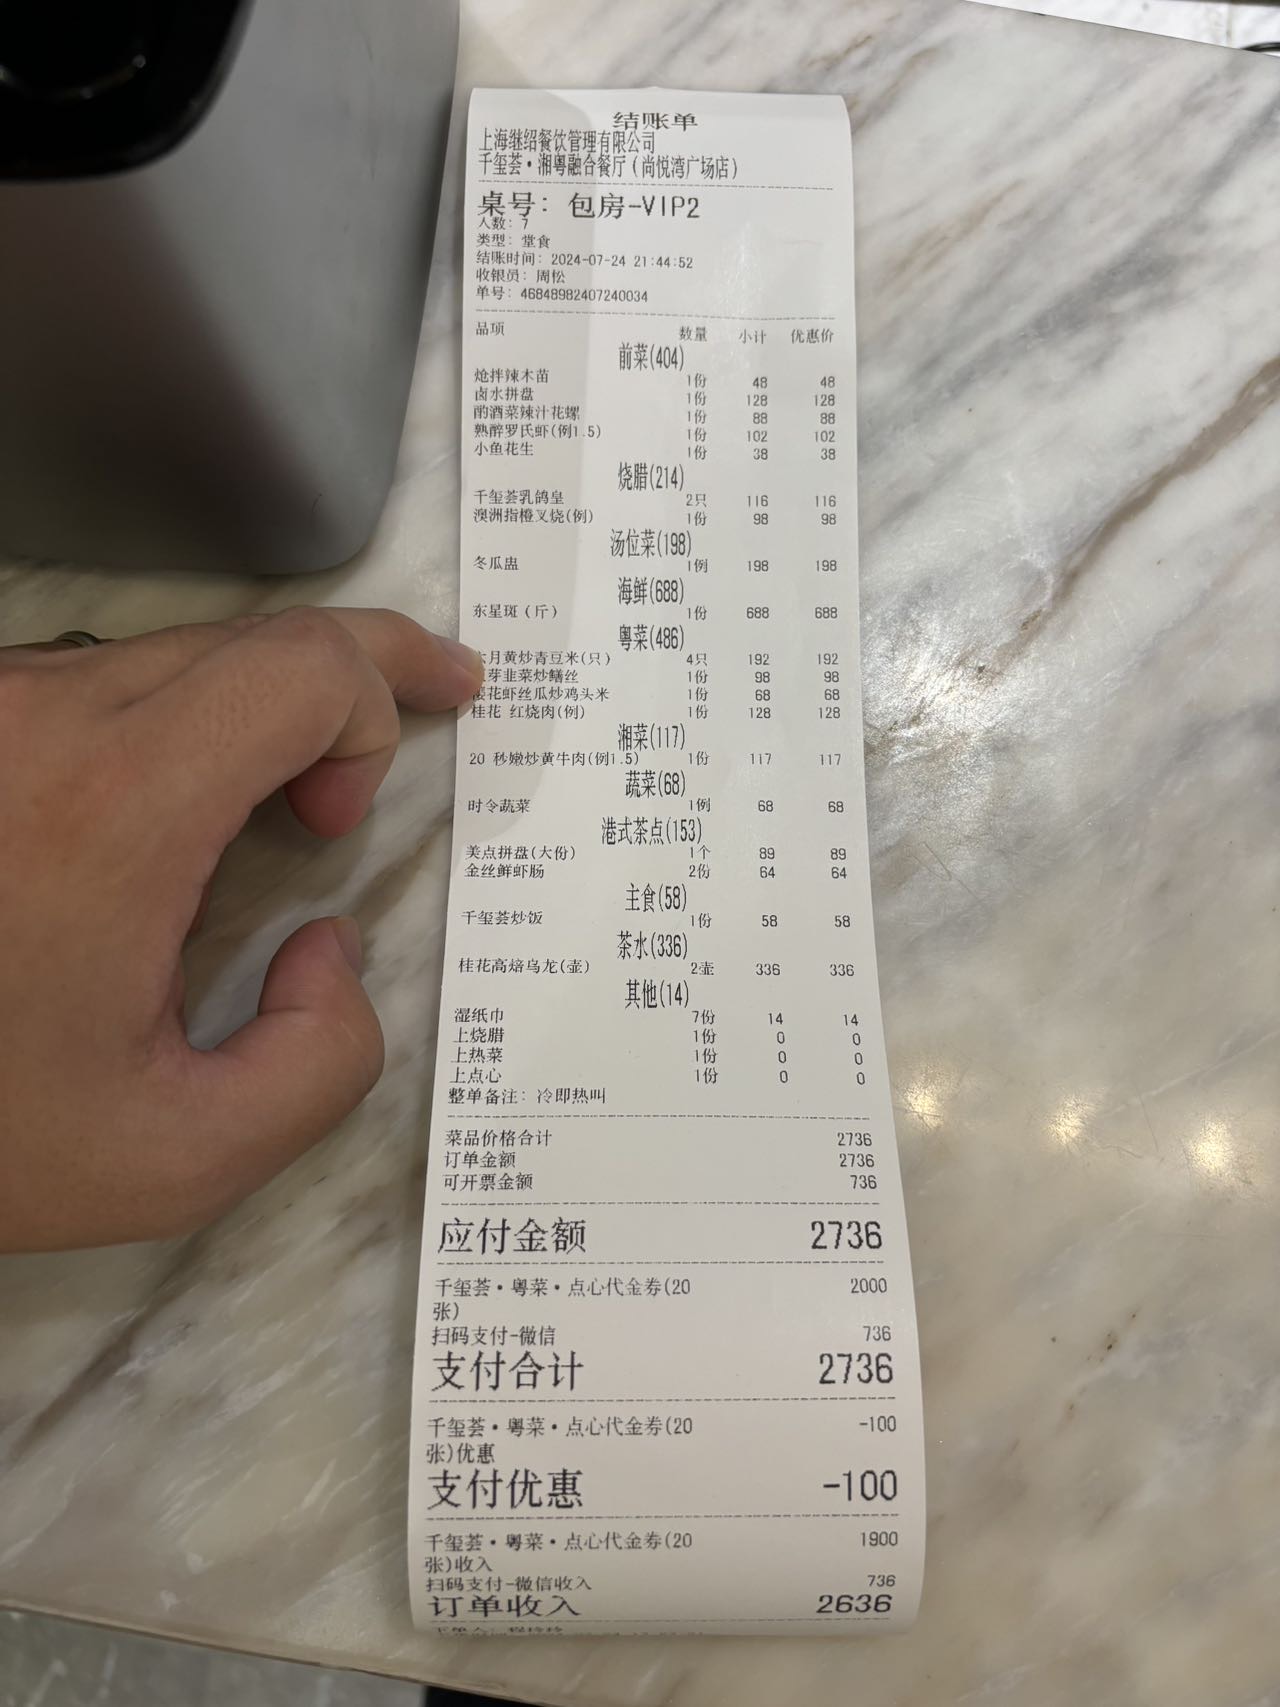 结账单
上海继绍餐饮管理有限公司
千玺荟·湘粤融合餐厅(尚悦湾广场店)
桌号: 包房-VIP2
人数: 7
类型: 堂食
结账时间: 2024-07-24 21:44:52
收银员: 周松
单号: 46848982407240034
品项 数量 小计 优惠价
前菜(404)
炝拌辣木苗 1份 48 48
卤水拼盘 1份 128 128
酌酒菜辣汁花螺 1份 88 88
熟醉罗氏虾(例1.5) 1份 102 102
小鱼花生 1份 38 38
烧腊(214)
千玺荟乳鸽皇 2只 116 116
澳洲指橙叉烧(例) 1份 98 98
汤位菜(198)
冬瓜盅 1例 198 198
海鲜(688)
东星斑(斤) 1份 688 688
粤菜(486)
六月黄炒青豆米(只) 4只 192 192
芽韭菜炒鳝丝 1份 98 98
花虾丝瓜炒鸡头米 1份 68 68
桂花 红烧肉(例) 1份 128 128
湘菜(117)
20 秒嫩炒黄牛肉(例1.5) 1份 117 117
蔬菜(68)
时令蔬菜 1例 68 68
港式茶点(153)
美点拼盘(大份) 1个 89 89
金丝鲜虾肠 2份 64 64
主食(58)
千玺荟炒饭 1份 58 58
茶水(336)
桂花高焙乌龙(壶) 2壶 336 336
其他(14)
湿纸巾 7份 14 14
上烧腊 1份 0 0
上热菜 1份 0 0
上点心 1份 0 0
整单备注: 冷即热叫
菜品价格合计 2736
订单金额 2736
可开票金额 736
应付金额 2736
千玺荟·粤菜·点心代金券(20 2000
张)
扫码支付-微信 736
支付合计 2736
千玺荟·粤菜·点心代金券(20 -100
张)优惠
支付优惠 -100
千玺荟·粤菜·点心代金券(20 1900
张)收入
扫码支付-微信收入 736
订单收入 2636